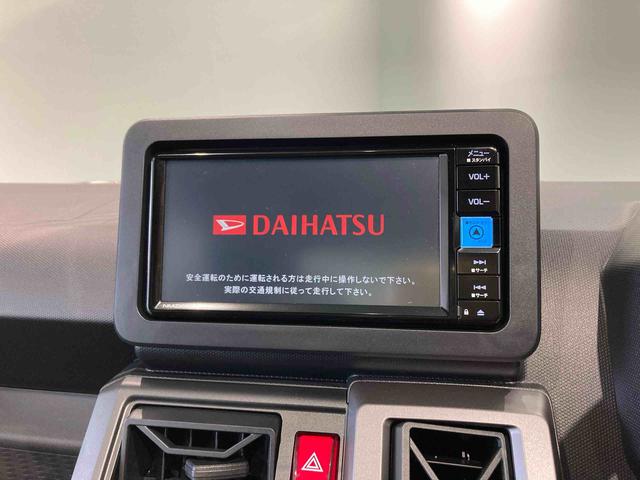 DAIHATSU
安全運転のために運転される方は走行中に操作しないで下さい。
実際の交通規制に従って走行して下さい。
メニュー
スタンバイ
VOL+
VOL−
サーチ
サーチ